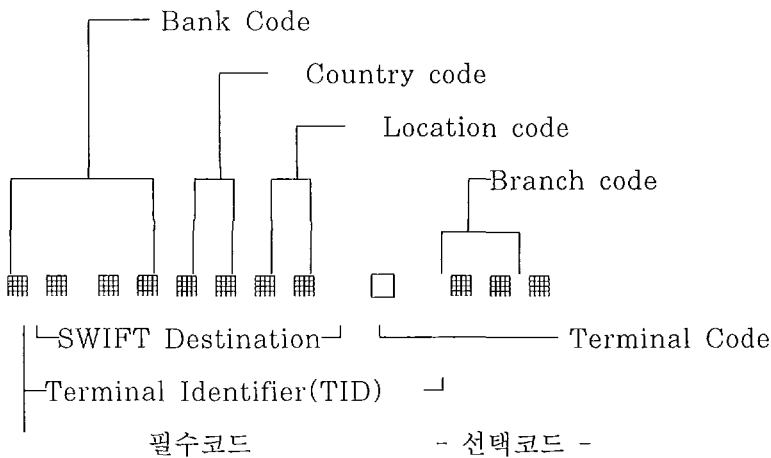 Bank Code
Country code
Location code
Branch code
SWIFT Destination
Terminal Code
Terminal Identifier(TID)
필수코드
- 선택코드 -